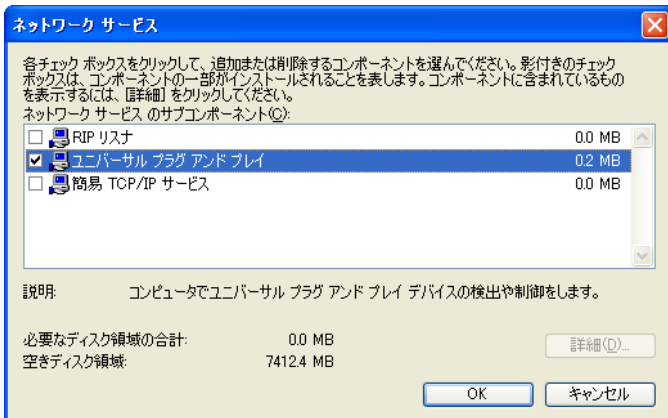 ネットワーク サービス
各チェック ボックスをクリックして、追加または削除するコンポーネントを選んでください。影付きのチェック
ボックスは、コンポーネントの一部がインストールされることを表します。コンポーネントに含まれているもの
を表示するには、[詳細] をクリックしてください。
ネットワーク サービス のサブコンポーネント(C):
RIP リスナ 0.0 MB
ユニバーサル プラグ アンド プレイ 0.2 MB
簡易 TCP/IP サービス 0.0 MB
説明: コンピュータでユニバーサル プラグ アンド プレイ デバイスの検出や制御をします。
必要なディスク領域の合計: 0.0 MB
空きディスク領域: 7412.4 MB
詳細(D)...
OK キャンセル